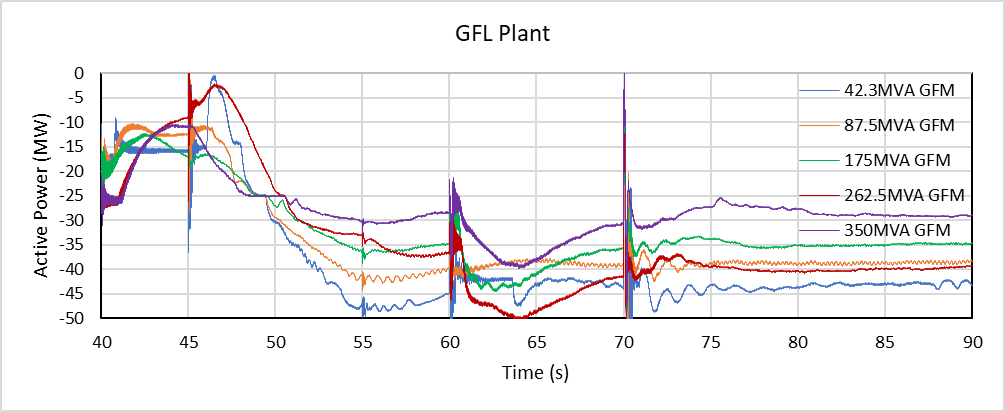 GFL Plant
Active Power (MW)
0
-5
-10
-15
-20
-25
-30
-35
-40
-45
-50
42.3MVA GFM
87.5MVA GFM
175MVA GFM
262.5MVA GFM
350MVA GFM
40 45 50 55 60 65 70 75 80 85 90
Time (s)